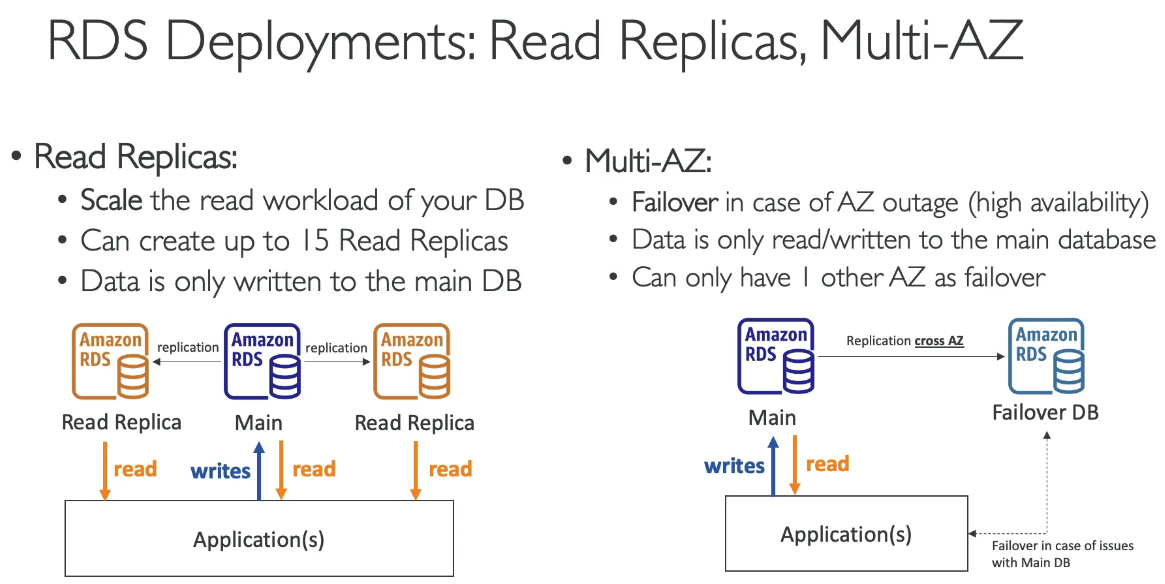 RDS Deployments: Read Replicas, Multi-AZ
• Read Replicas:
• Scale the read workload of your DB
• Can create up to 15 Read Replicas
• Data is only written to the main DB
Amazon
RDS
replication
Amazon
RDS
replication
Amazon
RDS
Read Replica
Main
Read Replica
read
writes
read
read
Application(s)
• Multi-AZ:
• Failover in case of AZ outage (high availability)
• Data is only read/written to the main database
• Can only have 1 other AZ as failover
Amazon
RDS
Replication cross AZ
Amazon
RDS
Main
Failover DB
writes
read
Application(s)
Failover in case of issues
with Main DB